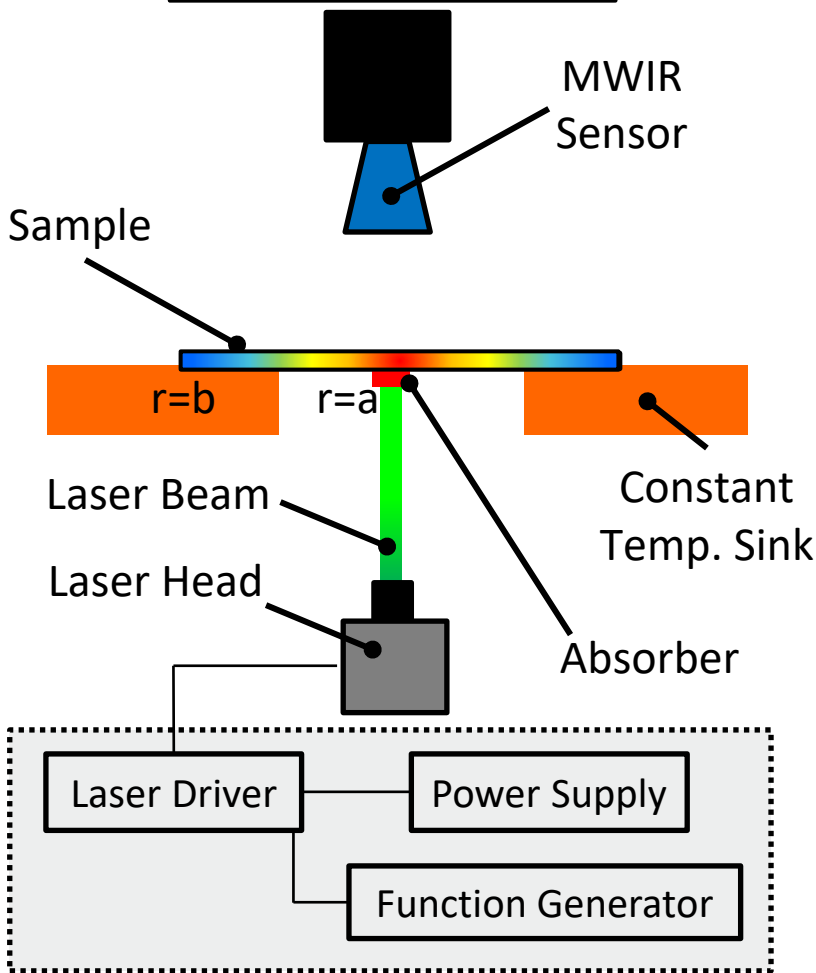 MWIR
Sensor
Sample
r=b
r=a
Laser Beam
Constant
Temp. Sink
Laser Head
Absorber
Laser Driver
Power Supply
Function Generator